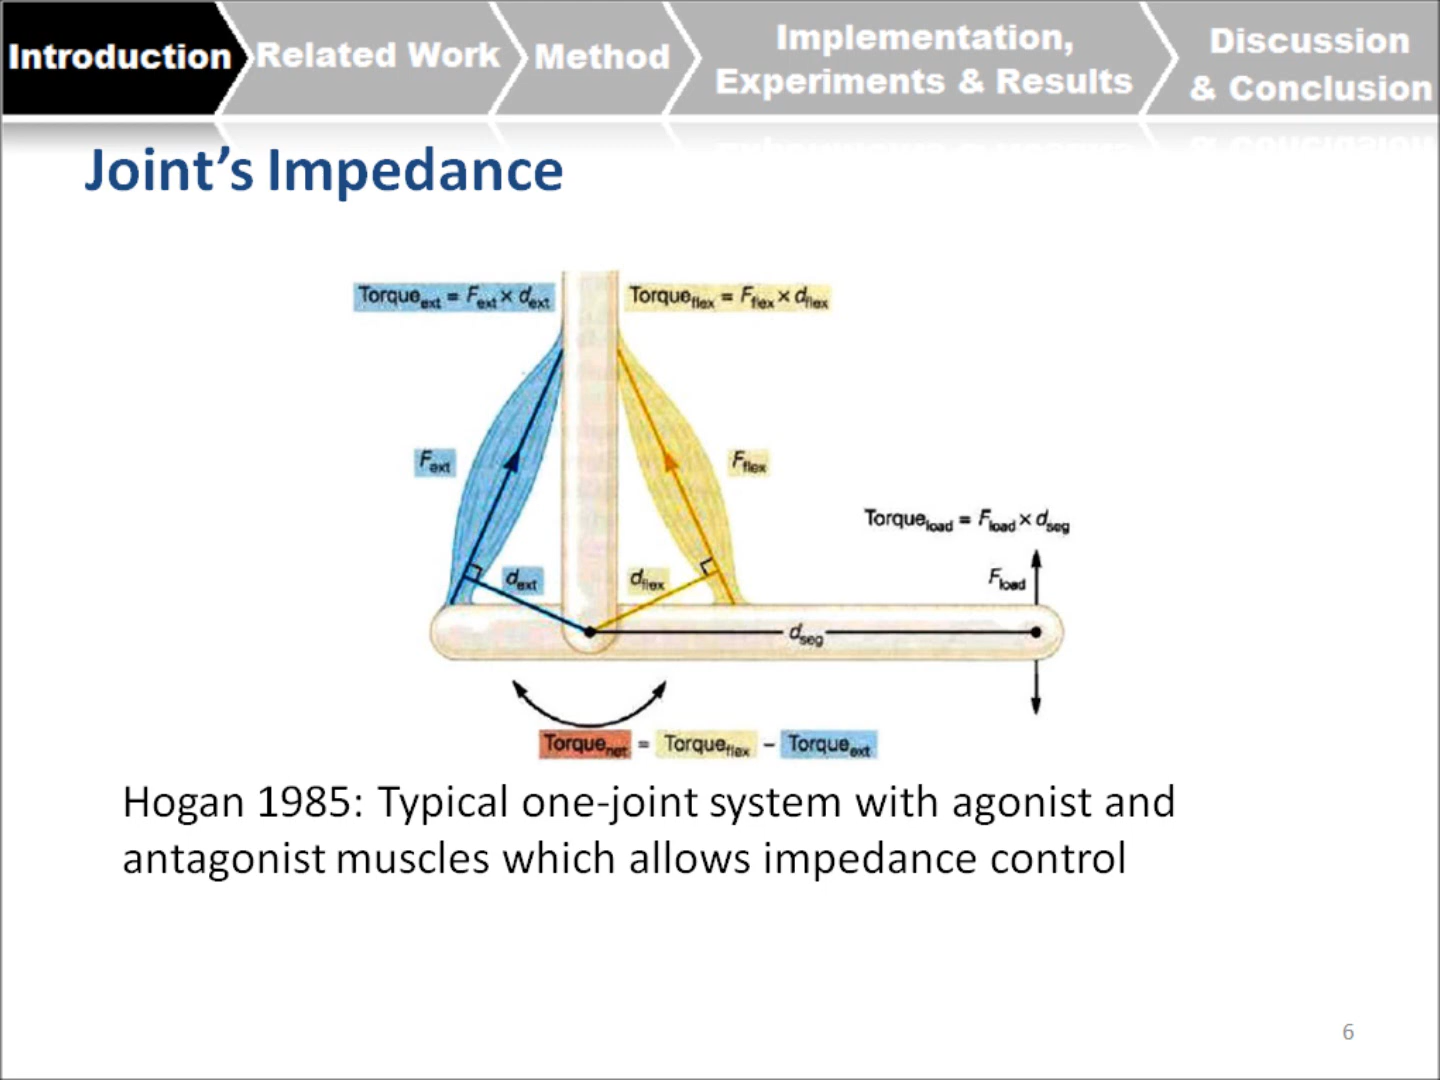 Introduction
Related Work
Method
Implementation,
Experiments & Results
Discussion
& Conclusion
Joint’s Impedance
Torqueext = Fext × dext
Torqueflex = Fflex × dflex
Fext
Fflex
Torqueload = Fload × dseg
dext
dflex
Fload
dseg
Torquenet = Torqueflex – Torqueext
Hogan 1985: Typical one-joint system with agonist and
antagonist muscles which allows impedance control
6